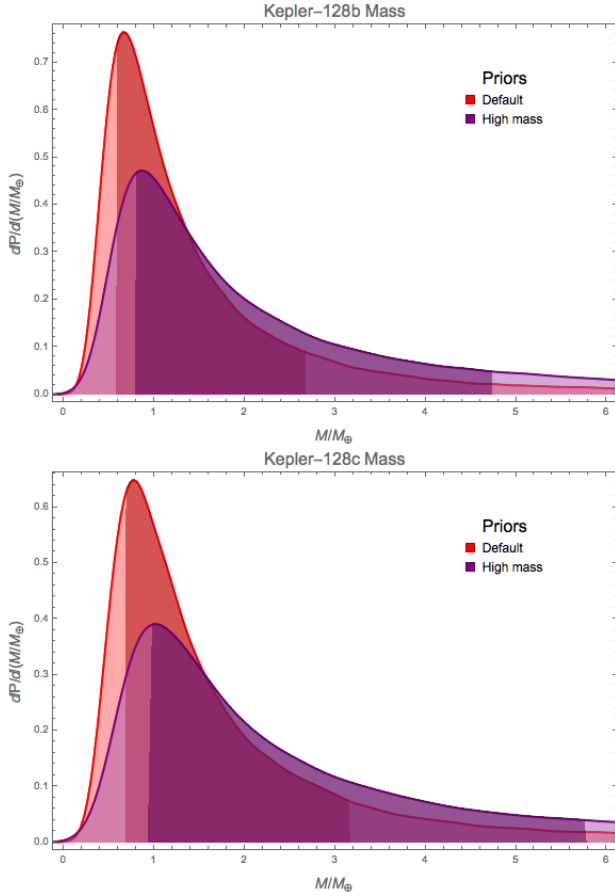 Kepler–128b Mass
Priors
Default
High mass
dP/d(M/M⊕)
0.7
0.6
0.5
0.4
0.3
0.2
0.1
0.0
0 1 2 3 4 5 6
M/M⊕
Kepler–128c Mass
Priors
Default
High mass
dP/d(M/M⊕)
0.6
0.5
0.4
0.3
0.2
0.1
0.0
0 1 2 3 4 5 6
M/M⊕